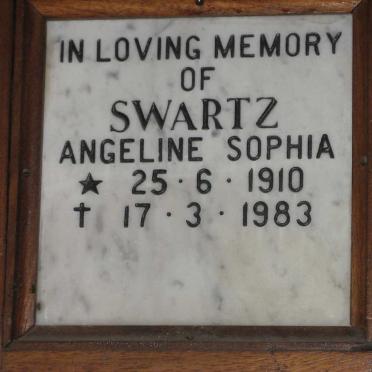 IN LOVING MEMORY
OF
SWARTZ
ANGELINE SOPHIA
★ 25 · 6 · 1910
† 17 · 3 · 1983